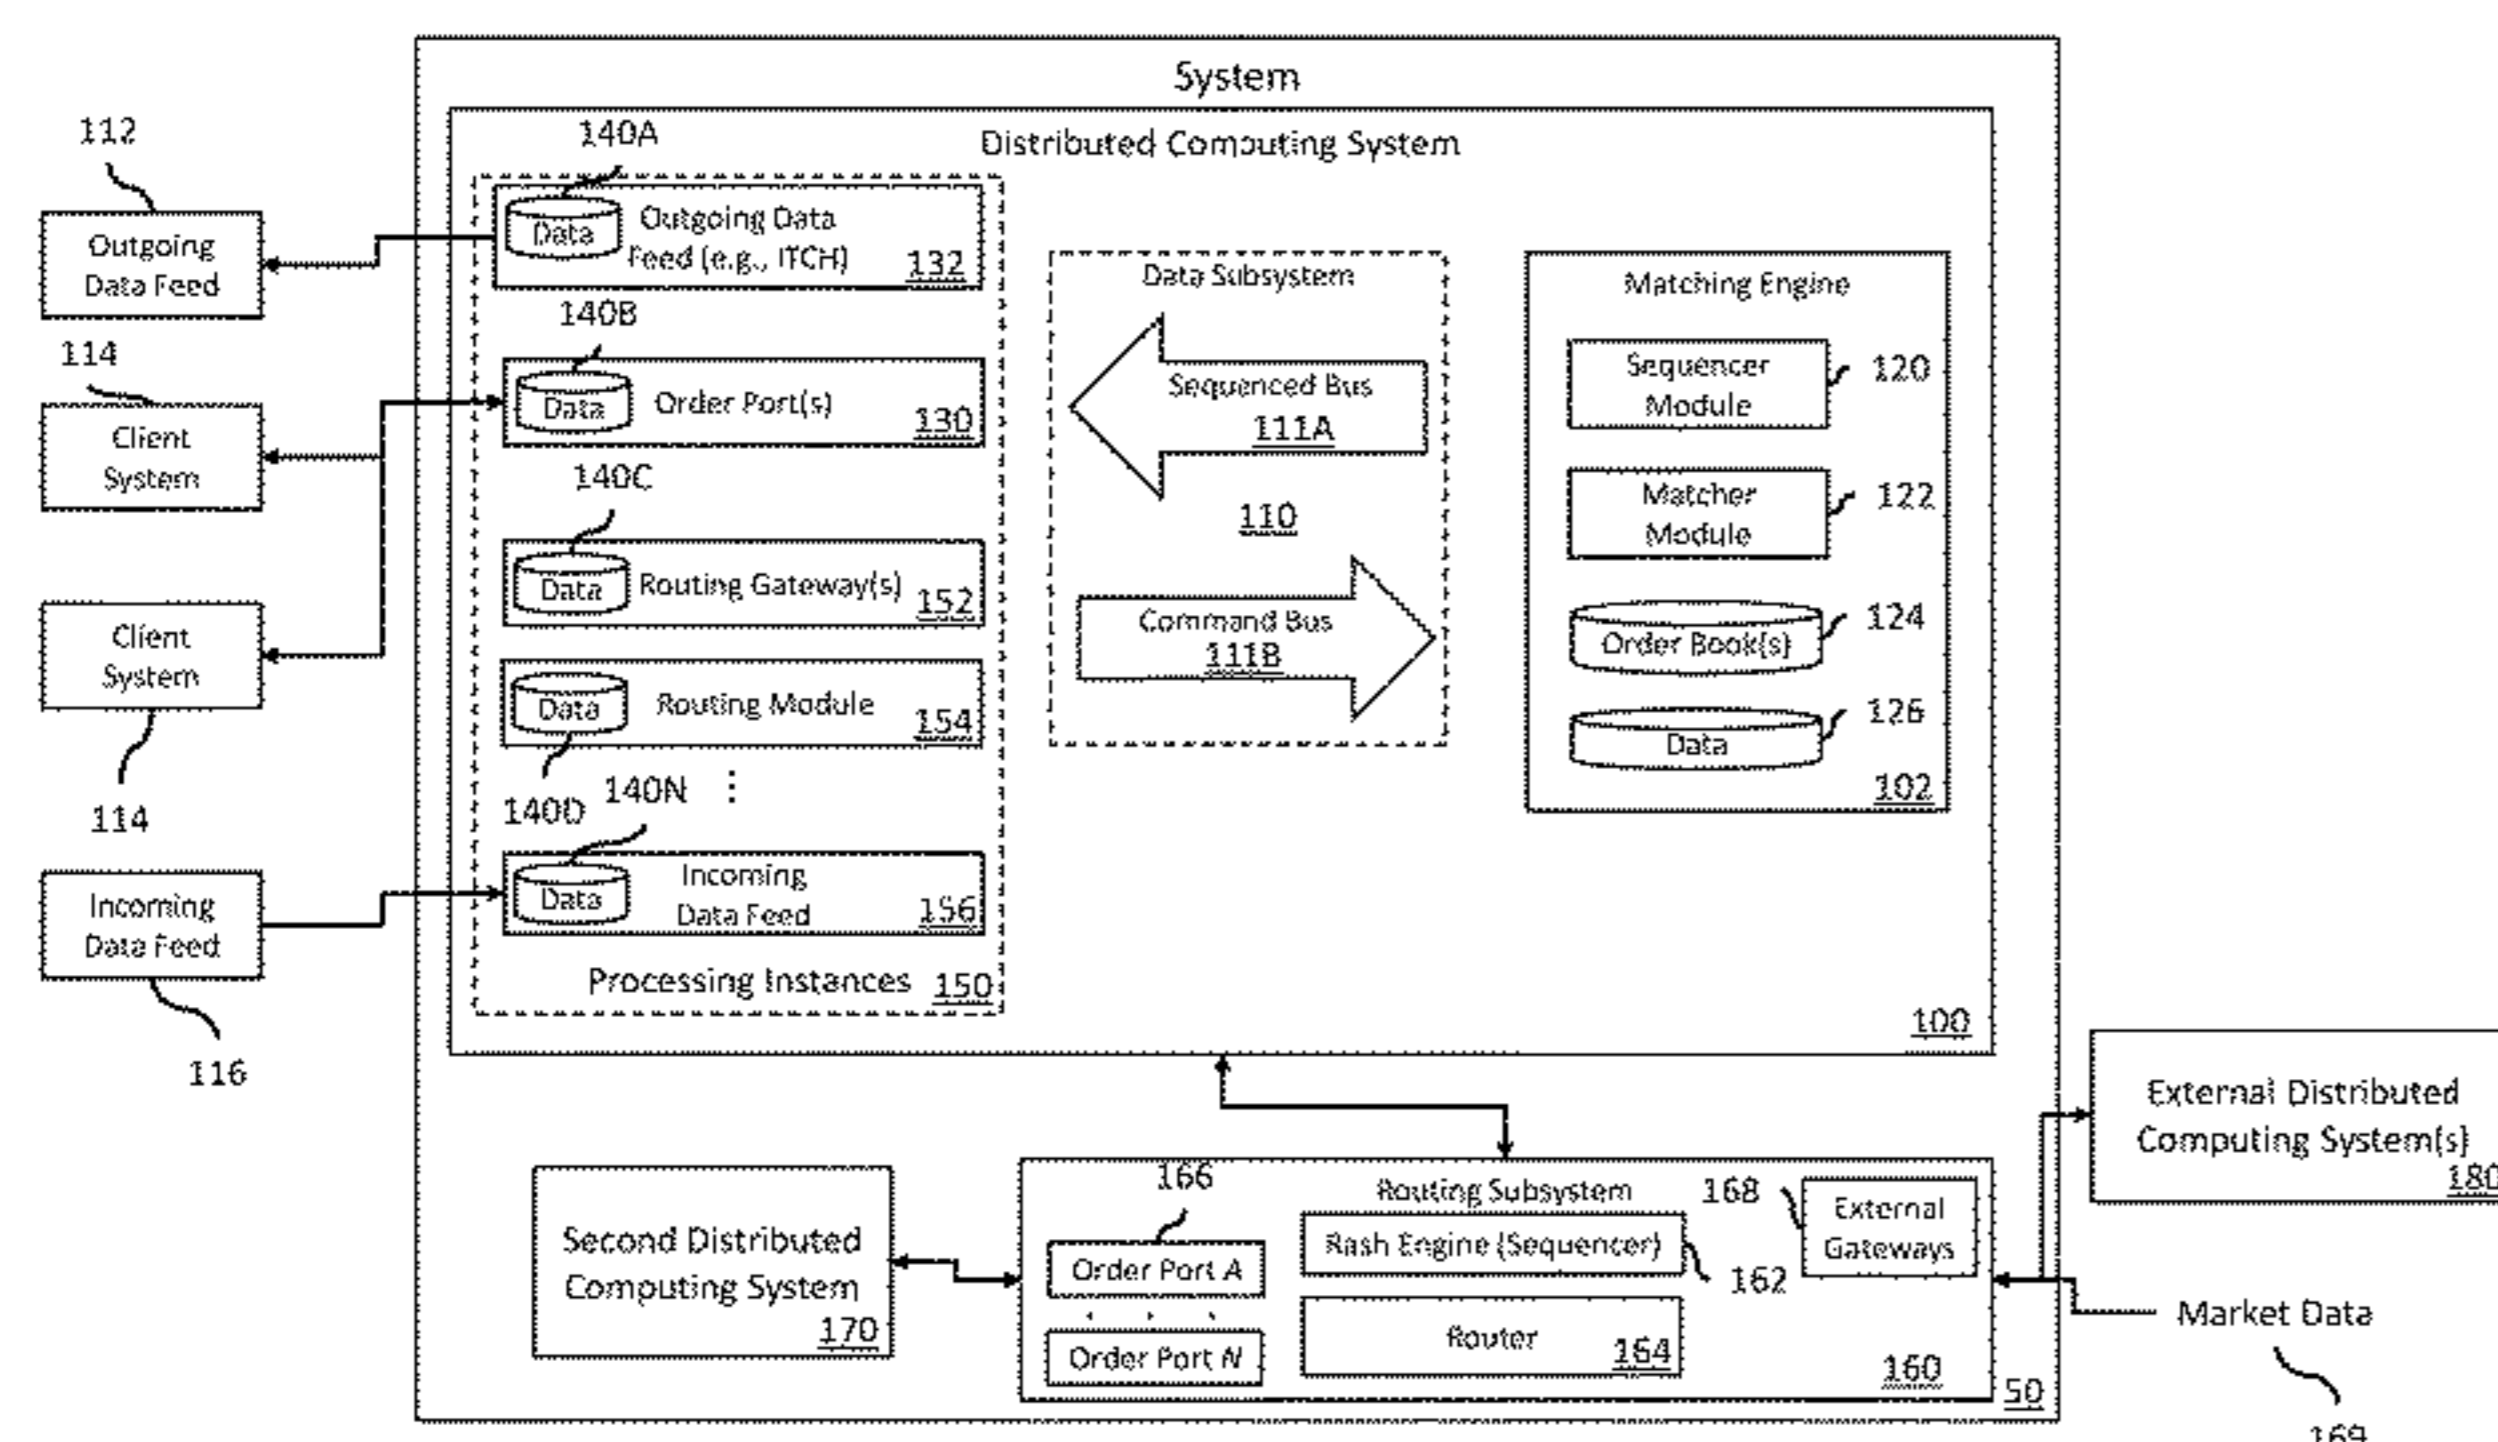 System
Distributed Computing System
112
Outgoing
Data Feed
114
Client
System
Client
System
114
Incoming
Data Feed
116
140A
Data
Outgoing Data
Feed (e.g., ITCH)
132
140B
Data
Order Port(s)
130
140C
Data
Routing Gateway(s)
152
Data
Routing Module
154
140D
140N
⋮
Data
Incoming
Data Feed
156
Processing Instances
150
Data Subsystem
Sequenced Bus
111A
110
Command Bus
111B
Matching Engine
Sequencer
Module
120
Matcher
Module
122
Order Book(s)
124
Data
126
102
100
Second Distributed
Computing System
170
166
Routing Subsystem
Order Port A
. . .
Order Port N
Rash Engine (Sequencer)
162
Router
164
168
External
Gateways
160
50
External Distributed
Computing System(s)
180
Market Data
169